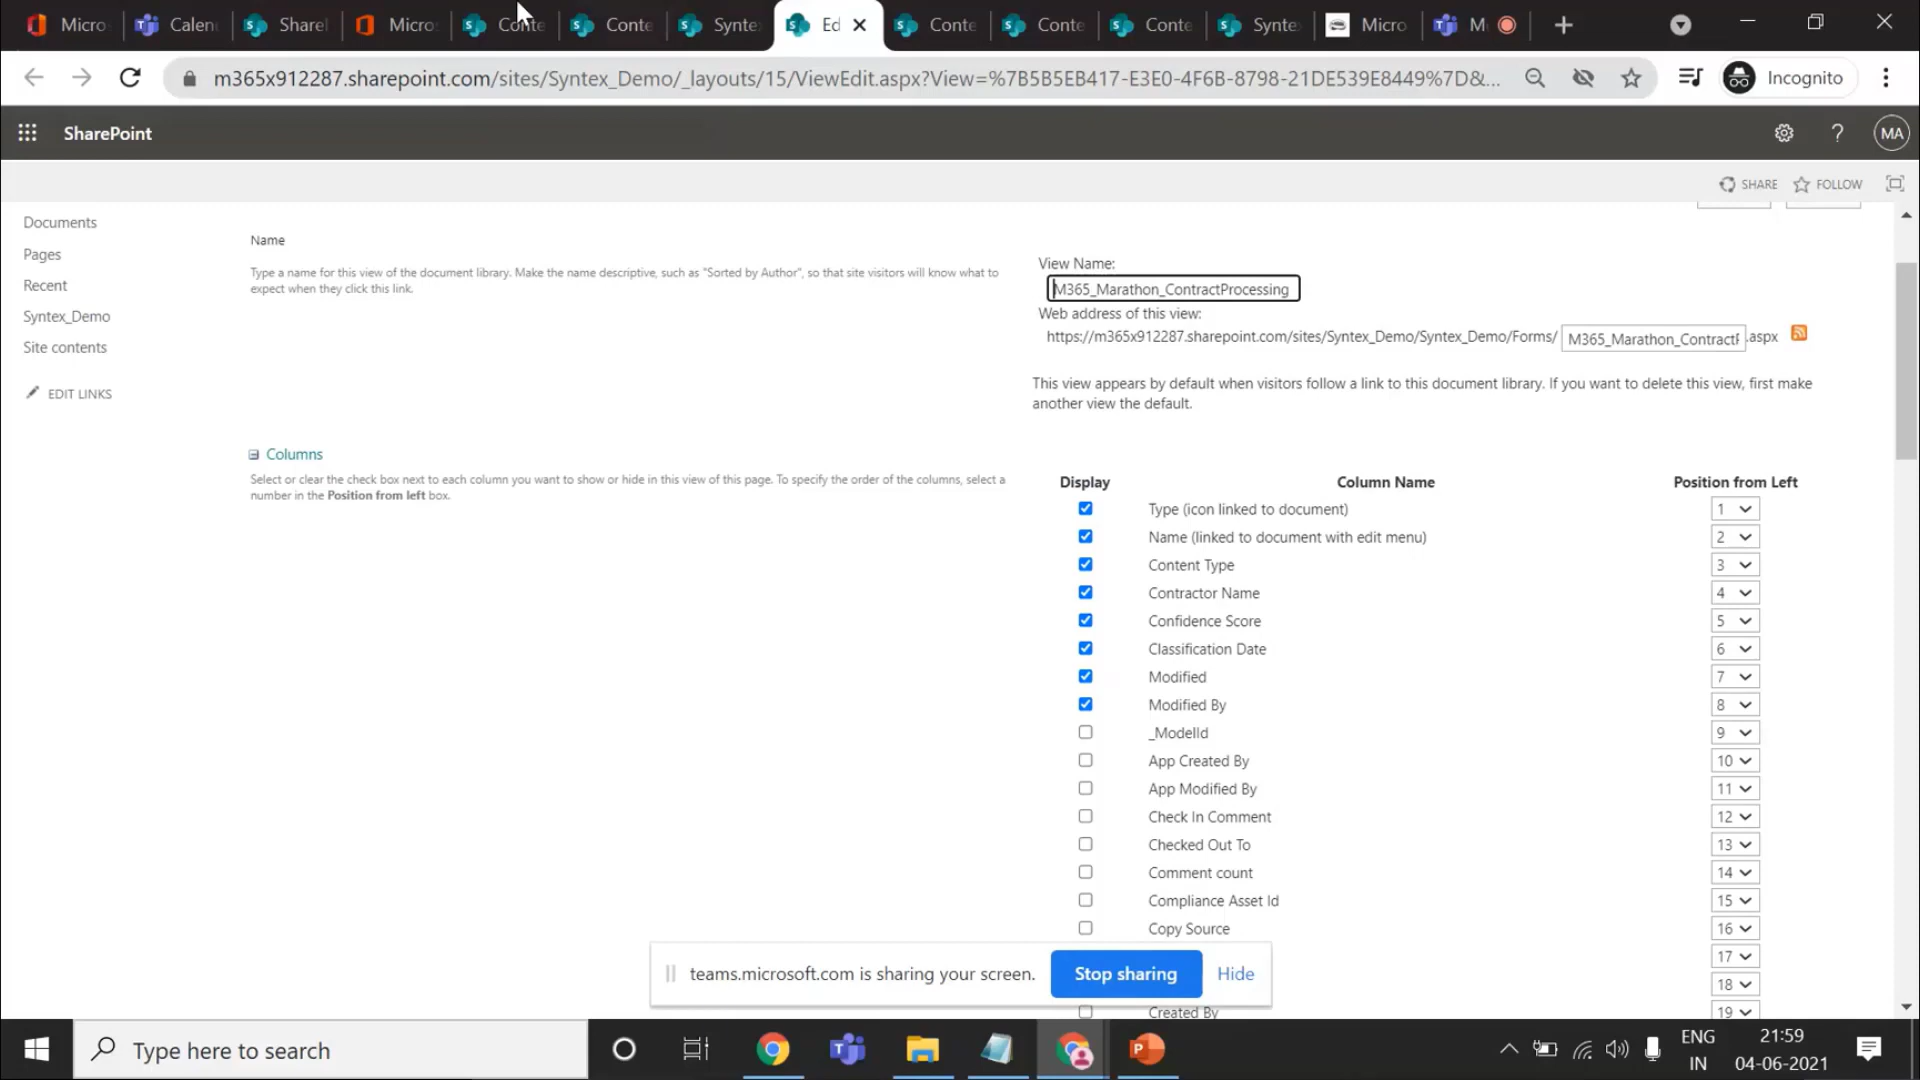 Micro
Calen
Share
Micro
Conte
Conte
Synte
Ed
Conte
Conte
Conte
Synte
Micro
M
m365x912287.sharepoint.com/sites/Syntex_Demo/_layouts/15/ViewEdit.aspx?View=%7B5B5EB417-E3E0-4F6B-8798-21DE539E8449%7D&...
Incognito
SharePoint
? MA
SHARE FOLLOW
Documents
Pages
Recent
Syntex_Demo
Site contents
EDIT LINKS
Name
Type a name for this view of the document library. Make the name descriptive, such as "Sorted by Author", so that site visitors will know what to
expect when they click this link.
View Name:
M365_Marathon_ContractProcessing
Web address of this view:
https://m365x912287.sharepoint.com/sites/Syntex_Demo/Syntex_Demo/Forms/ M365_Marathon_Contract .aspx
This view appears by default when visitors follow a link to this document library. If you want to delete this view, first make
another view the default.
Columns
Select or clear the check box next to each column you want to show or hide in this view of this page. To specify the order of the columns, select a
number in the Position from left box.
Display Column Name Position from Left
Type (icon linked to document) 1
Name (linked to document with edit menu) 2
Content Type 3
Contractor Name 4
Confidence Score 5
Classification Date 6
Modified 7
Modified By 8
_ModelId 9
App Created By 10
App Modified By 11
Check In Comment 12
Checked Out To 13
Comment count 14
Compliance Asset Id 15
Copy Source 16
17
18
Created By 19
teams.microsoft.com is sharing your screen. Stop sharing Hide
Type here to search
ENG
IN
21:59
04-06-2021